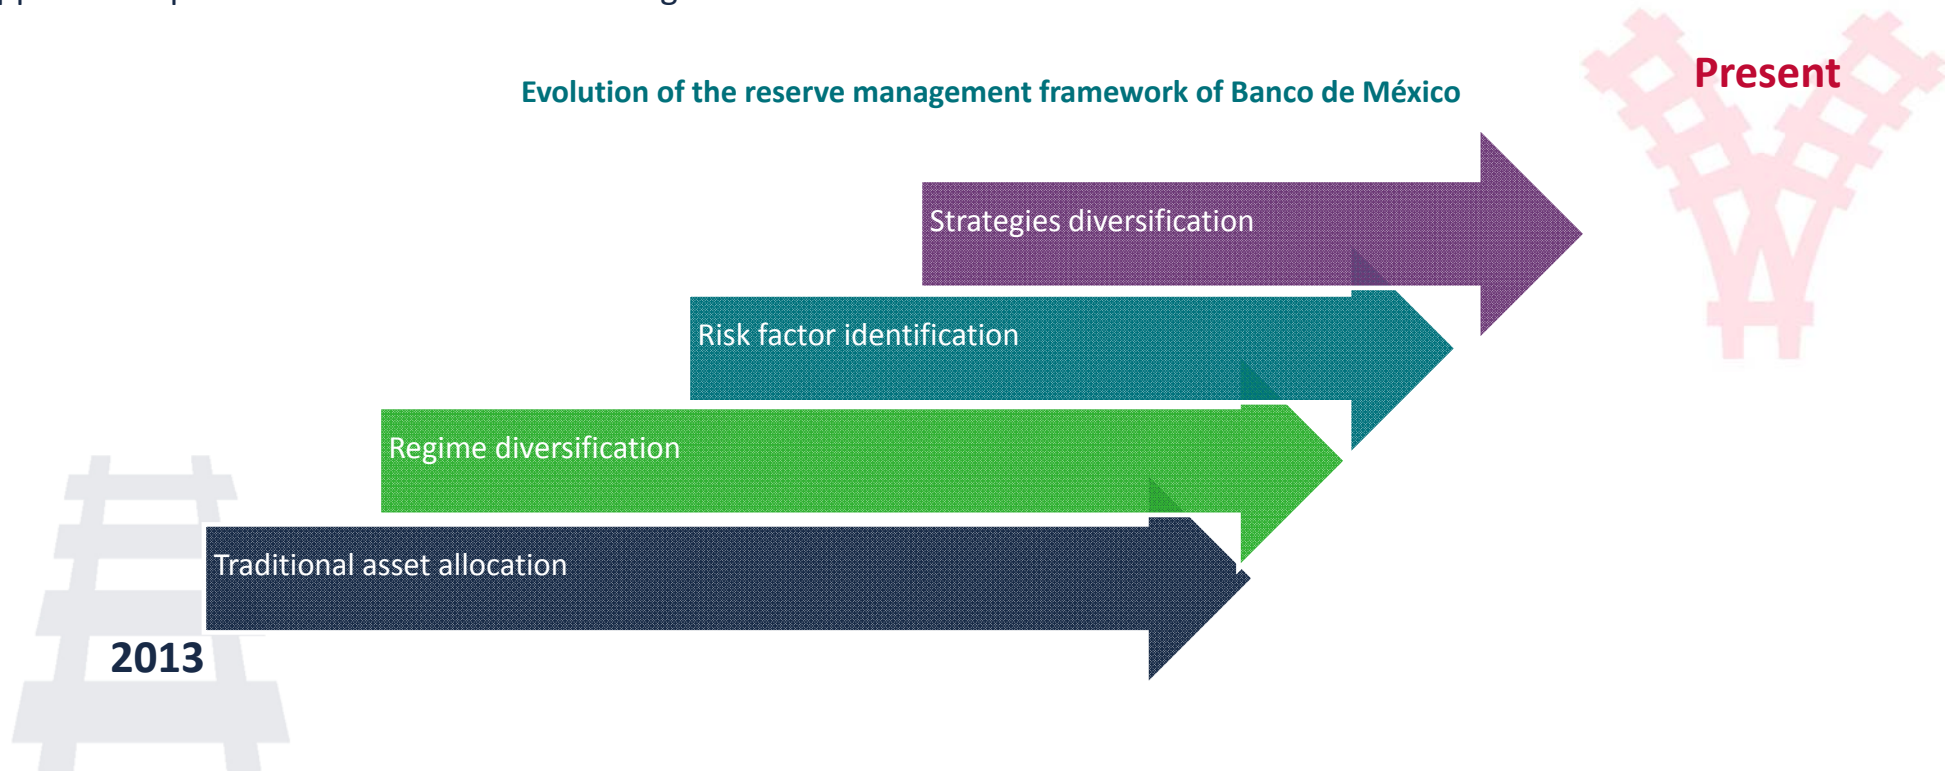 Evolution of the reserve management framework of Banco de México
Present
Strategies diversification
Risk factor identification
Regime diversification
Traditional asset allocation
2013